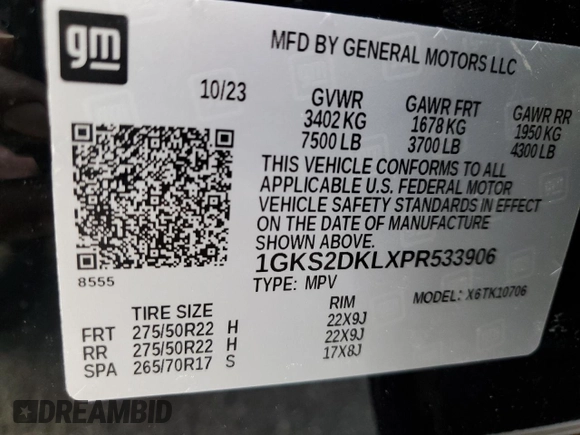 gm
MFD BY GENERAL MOTORS LLC
10/23
GVWR GAWR FRT GAWR RR
3402 KG 1678 KG 1950 KG
7500 LB 3700 LB 4300 LB
THIS VEHICLE CONFORMS TO ALL
APPLICABLE U.S. FEDERAL MOTOR
VEHICLE SAFETY STANDARDS IN EFFECT
ON THE DATE OF MANUFACTURE
SHOWN ABOVE.
1GKS2DKLXPR533906
8555
TYPE: MPV MODEL: X6TK10706
TIRE SIZE RIM
FRT 275/50R22 H 22X9J
RR 275/50R22 H 22X9J
SPA 265/70R17 S 17X8J
DREAMBID